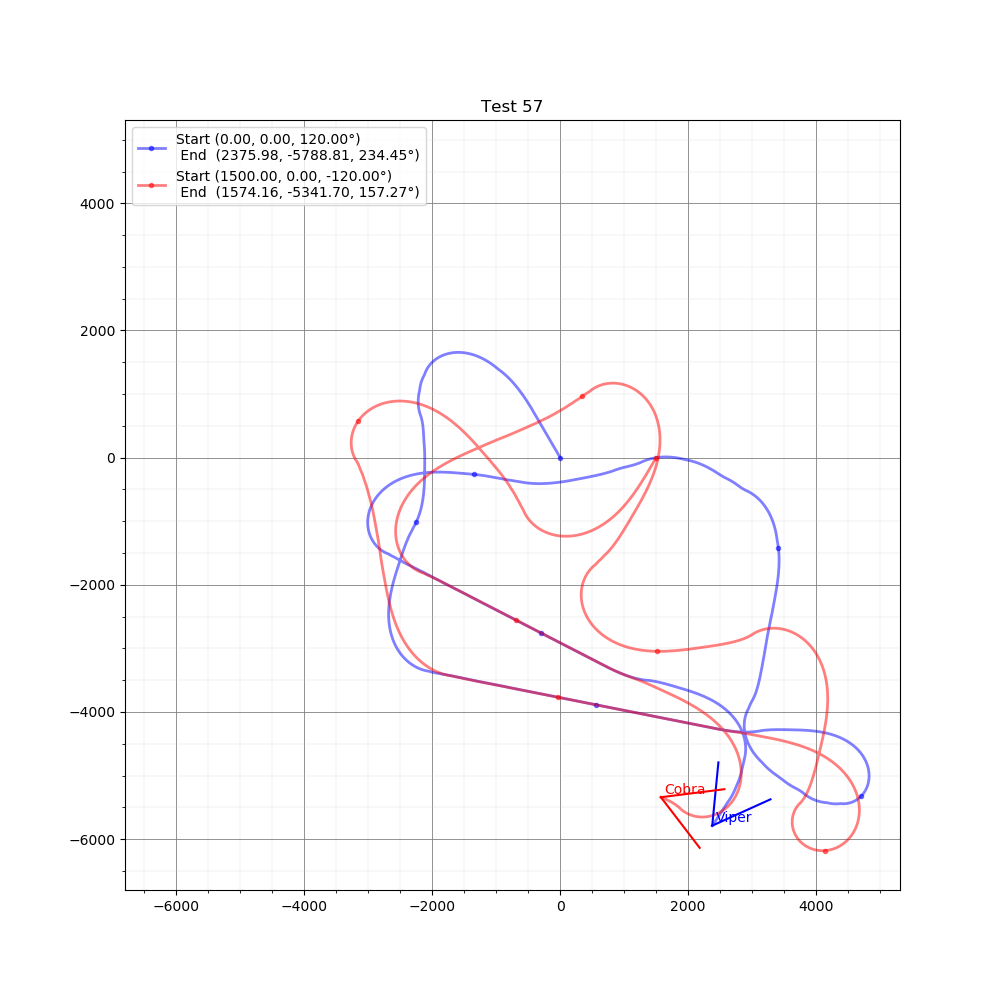 Test 57
Start (0.00, 0.00, 120.00°)
End (2375.98, -5788.81, 234.45°)
Start (1500.00, 0.00, -120.00°)
End (1574.16, -5341.70, 157.27°)
4000
2000
0
−2000
−4000
−6000
Cobra
Viper
−6000 −4000 −2000 0 2000 4000